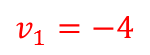 v₁ = −4